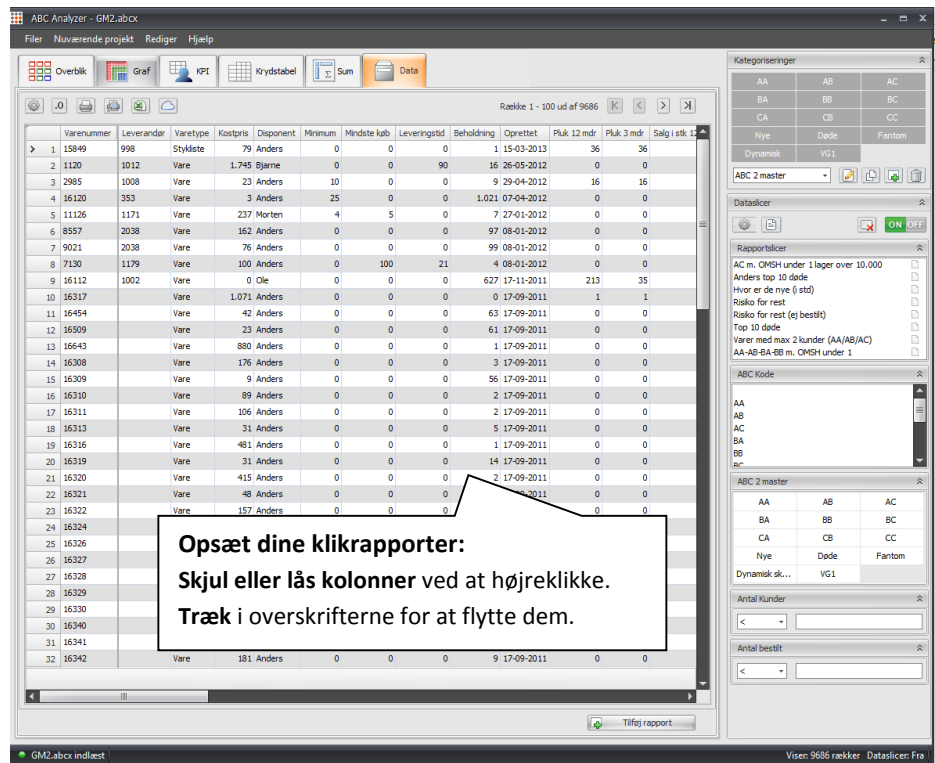 ABC Analyzer - GM2.abcx
Filer Nuværende projekt Rediger Hjælp
Overblik Graf KPI Krydstabel Σ Sum Data
.0 Række 1 - 100 ud af 9686
Varenummer Leverandør Varetype Kostpris Disponent Minimum Mindste køb Leveringstid Beholdning Oprettet Pluk 12 mdr Pluk 3 mdr Salg i stk 12
1 15849 998 Stykliste 79 Anders 0 0 0 1 15-03-2013 36 36
2 1120 1012 Vare 1.745 Bjarne 0 0 90 16 26-05-2012 0 0
3 2985 1008 Vare 23 Anders 10 0 0 9 29-04-2012 16 16
4 16120 353 Vare 3 Anders 25 0 0 1.021 07-04-2012 0 0
5 11126 1171 Vare 237 Morten 4 5 0 7 27-01-2012 0 0
6 8557 2038 Vare 162 Anders 0 0 0 97 08-01-2012 0 0
7 9021 2038 Vare 76 Anders 0 0 0 99 08-01-2012 0 0
8 7130 1179 Vare 100 Anders 0 100 21 4 08-01-2012 0 0
9 16112 1002 Vare 0 Ole 0 0 0 627 17-11-2011 213 35
10 16317 Vare 1.071 Anders 0 0 0 0 17-09-2011 1 1
11 16454 Vare 42 Anders 0 0 0 63 17-09-2011 0 0
12 16509 Vare 23 Anders 0 0 0 61 17-09-2011 0 0
13 16643 Vare 880 Anders 0 0 0 1 17-09-2011 0 0
14 16308 Vare 176 Anders 0 0 0 3 17-09-2011 0 0
15 16309 Vare 9 Anders 0 0 0 56 17-09-2011 0 0
16 16310 Vare 89 Anders 0 0 0 2 17-09-2011 0 0
17 16311 Vare 106 Anders 0 0 0 2 17-09-2011 0 0
18 16313 Vare 31 Anders 0 0 0 5 17-09-2011 0 0
19 16316 Vare 481 Anders 0 0 0 1 17-09-2011 0 0
20 16319 Vare 31 Anders 0 0 0 14 17-09-2011 0 0
21 16320 Vare 415 Anders 0 0 0 2 17-09-2011 0 0
22 16321 Vare 48 Anders 0 0 0 2011 0 0
23 16322 Vare 157 Anders 0 0 0 0 0
24 16324
25 16326
26 16327
27 16328
28 16329
29 16330
30 16340
31 16341
32 16342 Vare 181 Anders 0 0 0 9 17-09-2011 0 0
Opsæt dine klikrapporter:
Skjul eller lås kolonner ved at højreklikke.
Træk i overskrifterne for at flytte dem.
Tilføj rapport
Kategoriseringer
AA AB AC
BA BB BC
CA CB CC
Nye Døde Fantom
Dynamisk VG1
ABC 2 master
Dataslicer
ON OFF
Rapportslicer
AC m. OMSH under 1 lager over 10.000
Anders top 10 døde
Hvor er de nye (i std)
Risiko for rest
Risiko for rest (ej bestilt)
Top 10 døde
Varer med max 2 kunder (AA/AB/AC)
AA-AB-BA-BB m. OMSH under 1
ABC Kode
AA
AB
AC
BA
BB
BC
ABC 2 master
AA AB AC
BA BB BC
CA CB CC
Nye Døde Fantom
Dynamisk sk... VG1
Antal Kunder
<
Antal bestilt
<
GM2.abcx indlæst Viser: 9686 rækker Dataslicer: Fra